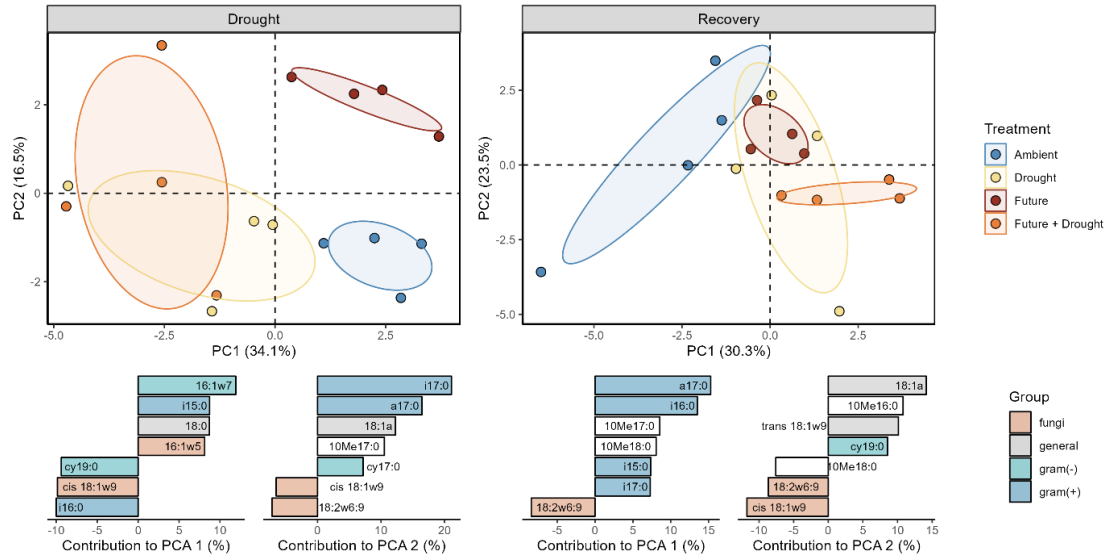 Drought
Recovery
PC2 (16.5%)
2
0
-2
-5.0
-2.5
0.0
2.5
PC1 (34.1%)
PC2 (23.5%)
2.5
0.0
-2.5
-5.0
-5.0
-2.5
0.0
2.5
PC1 (30.3%)
Treatment
Ambient
Drought
Future
Future + Drought
16:1w7
i15:0
18:0
16:1w5
cy19:0
cis 18:1w9
i16:0
-10
-5
0
5
10
Contribution to PCA 1 (%)
i17:0
a17:0
18:1a
10Me17:0
cy17:0
cis 18:1w9
18:2w6:9
0
10
20
Contribution to PCA 2 (%)
a17:0
i16:0
10Me17:0
10Me18:0
i15:0
i17:0
18:2w6:9
-5
0
5
10
15
Contribution to PCA 1 (%)
18:1a
10Me16:0
trans 18:1w9
cy19:0
10Me18:0
18:2w6:9
cis 18:1w9
-10
-5
0
5
10
15
Contribution to PCA 2 (%)
Group
fungi
general
gram(-)
gram(+)